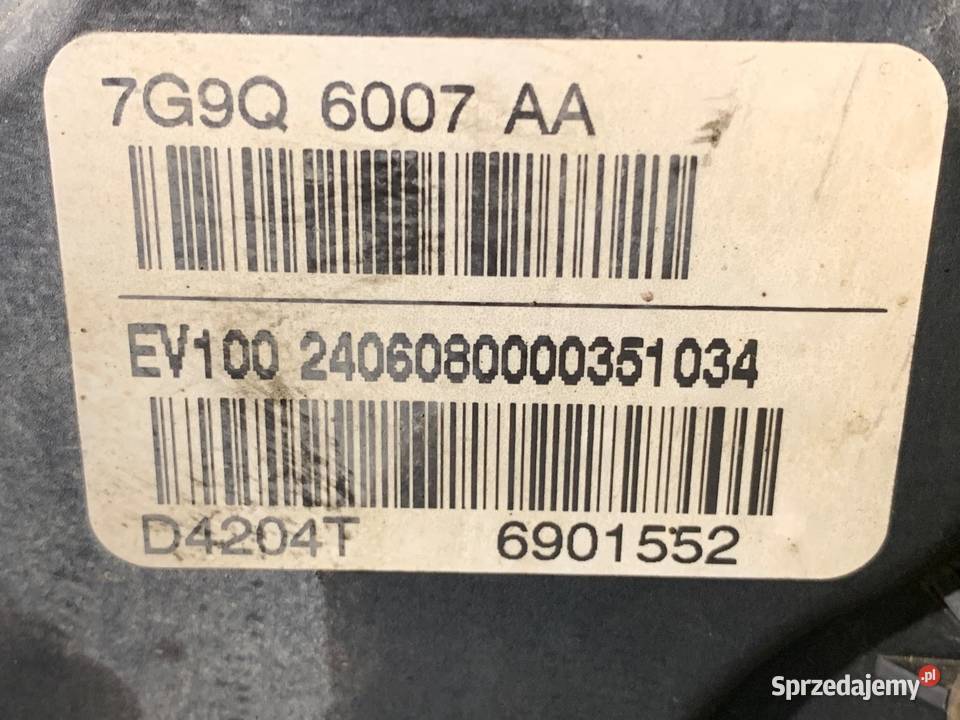 7G9Q 6007 AA
EV100 2406080000351034
D4204T 6901552
Sprzedajemy.pl